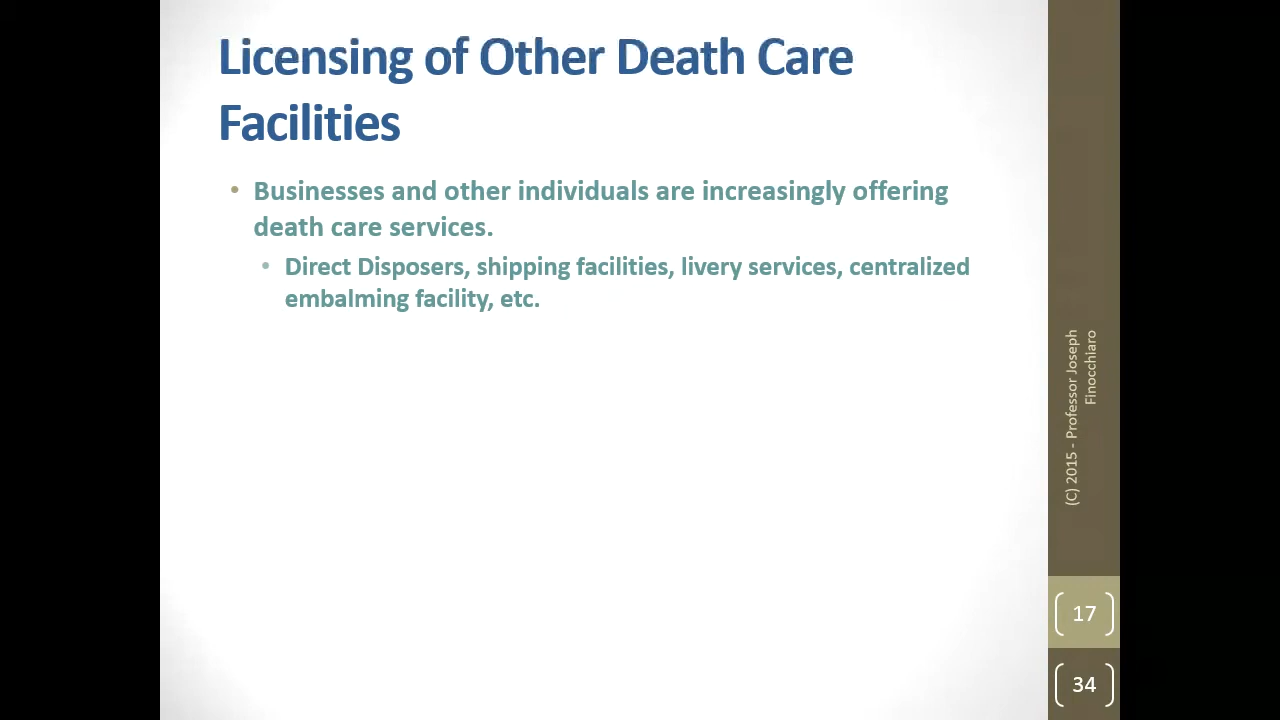 Licensing of Other Death Care
Facilities
• Businesses and other individuals are increasingly offering
death care services.
• Direct Disposers, shipping facilities, livery services, centralized
embalming facility, etc.
(C) 2015 - Professor Joseph
Finocchiaro
17
34